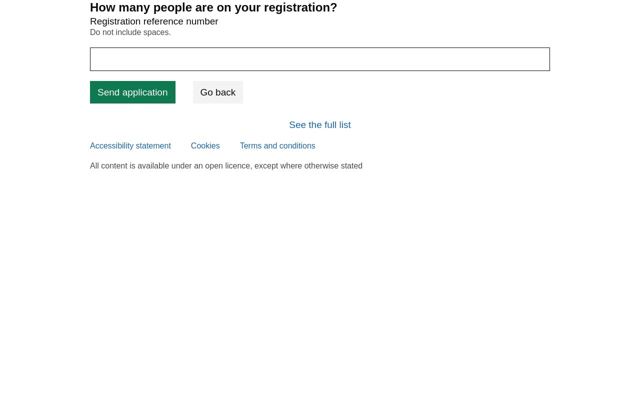 How many people are on your registration?
Registration reference number
Do not include spaces.
Send application
Go back
See the full list
Accessibility statement
Cookies
Terms and conditions
All content is available under an open licence, except where otherwise stated